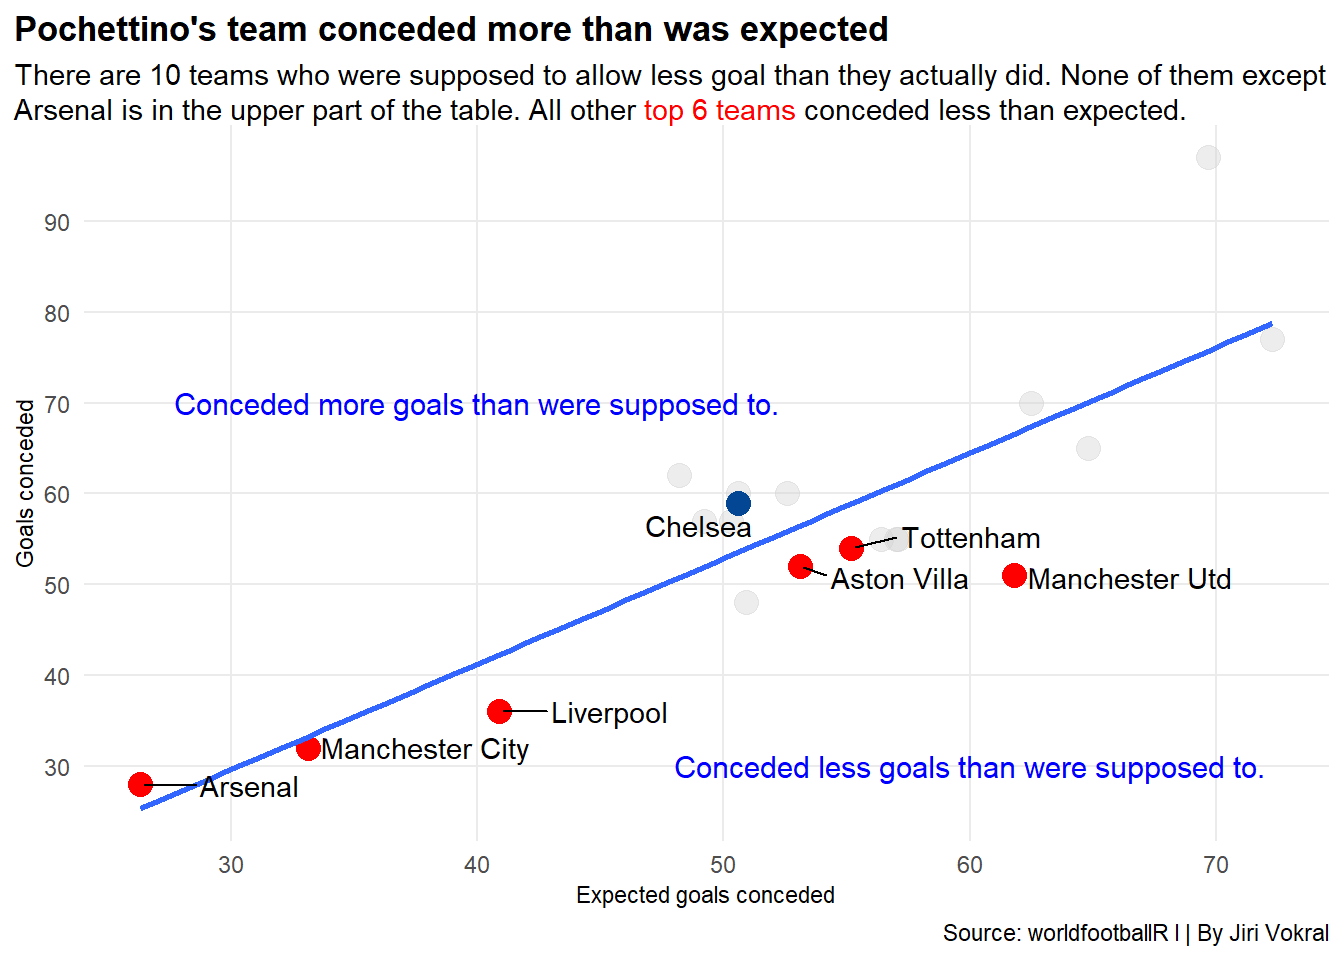 Pochettino's team conceded more than was expected
There are 10 teams who were supposed to allow less goal than they actually did. None of them except
Arsenal is in the upper part of the table. All other top 6 teams conceded less than expected.
90
80
70
60
50
40
30
Goals conceded
Conceded more goals than were supposed to.
Chelsea
Tottenham
Aston Villa
Manchester Utd
Liverpool
Manchester City
Conceded less goals than were supposed to.
Arsenal
30 40 50 60 70
Expected goals conceded
Source: worldfootballR l | By Jiri Vokral